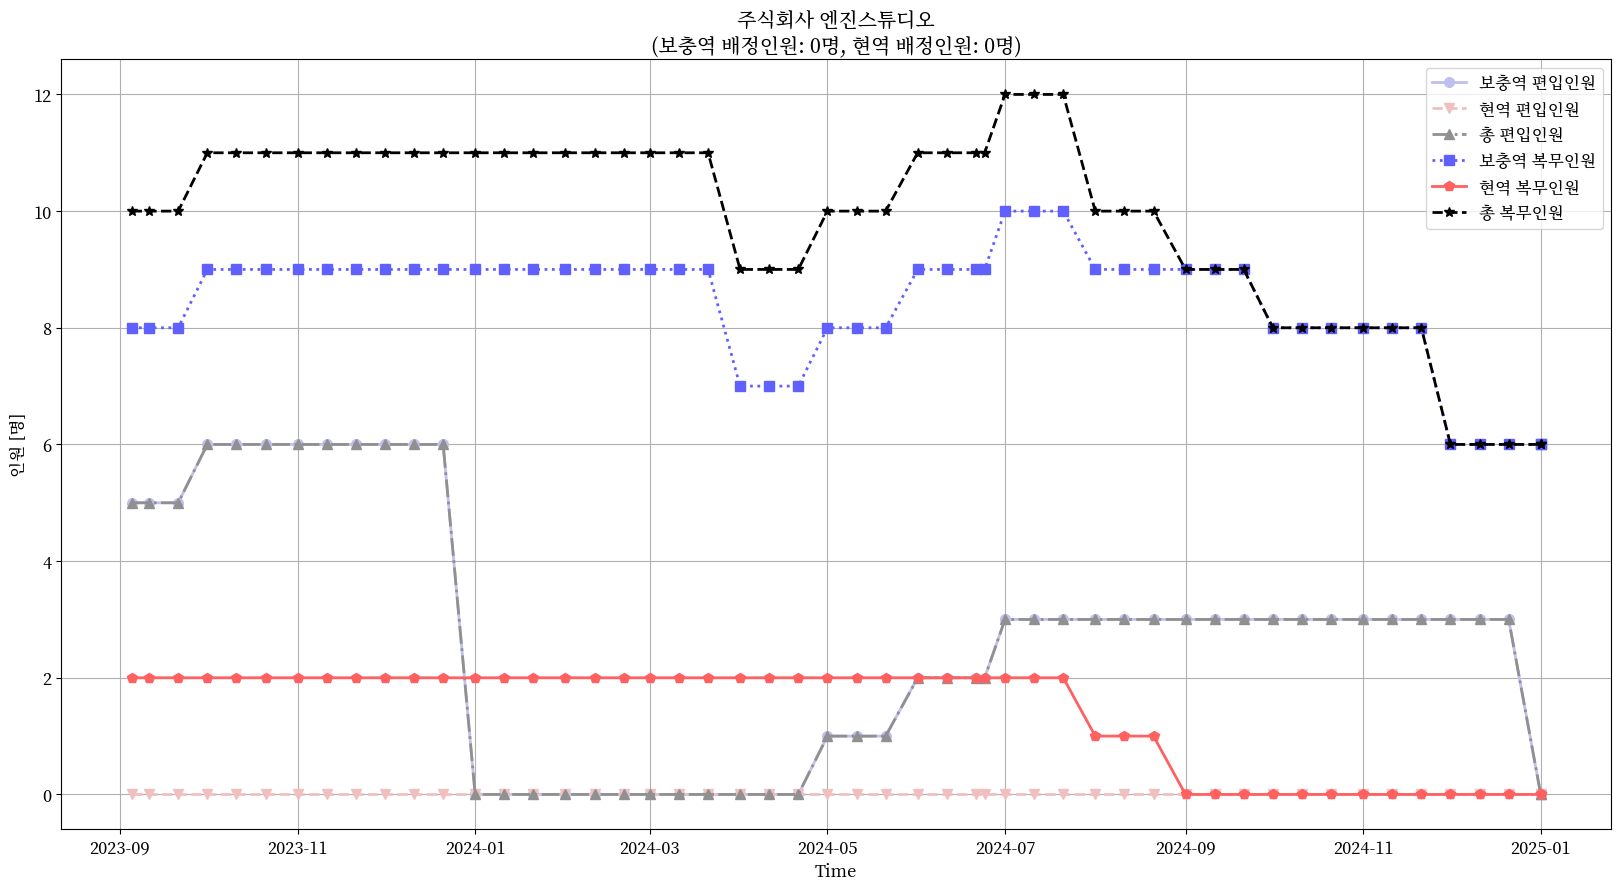 주식회사 엔진스튜디오
(보충역 배정인원: 0명, 현역 배정인원: 0명)
보충역 편입인원
현역 편입인원
총 편입인원
보충역 복무인원
현역 복무인원
총 복무인원
인원 [명]
12
10
8
6
4
2
0
2023-09
2023-11
2024-01
2024-03
2024-05
2024-07
2024-09
2024-11
2025-01
Time